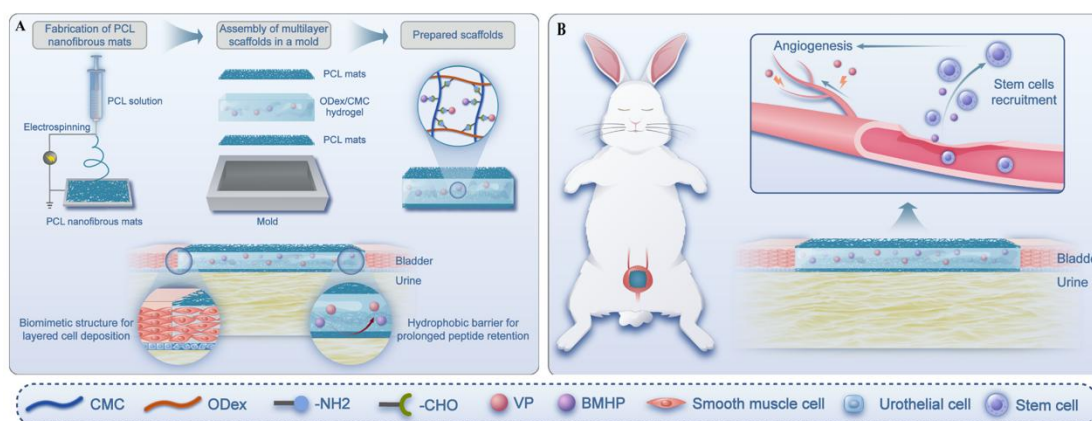 A
Fabrication of PCL
nanofibrous mats
Assembly of multilayer
scaffolds in a mold
Prepared scaffolds
PCL solution
Electrospinning
PCL nanofibrous mats
PCL mats
ODex/CMC
hydrogel
PCL mats
Mold
Bladder
Urine
Biomimetic structure for
layered cell deposition
Hydrophobic barrier for
prolonged peptide retention
B
Angiogenesis
Stem cells
recruitment
Bladder
Urine
CMC
ODex
-NH2
-CHO
VP
BMHP
Smooth muscle cell
Urothelial cell
Stem cell